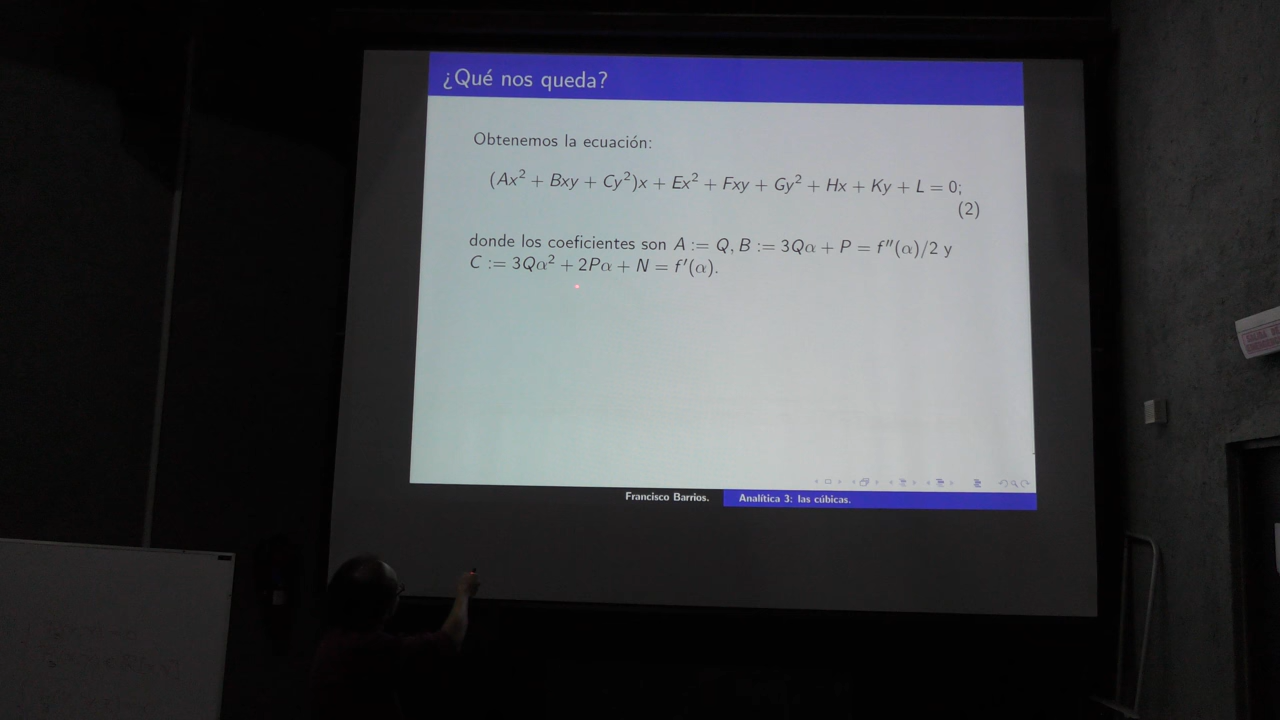 ¿Qué nos queda?
Obtenemos la ecuación:
(Ax² + Bxy + Cy²)x + Ex² + Fxy + Gy² + Hx + Ky + L = 0;
(2)
donde los coeficientes son A := Q, B := 3Qα + P = f″(α)/2 y
C := 3Qα² + 2Pα + N = f′(α).
Francisco Barrios. Analítica 3: las cúbicas.